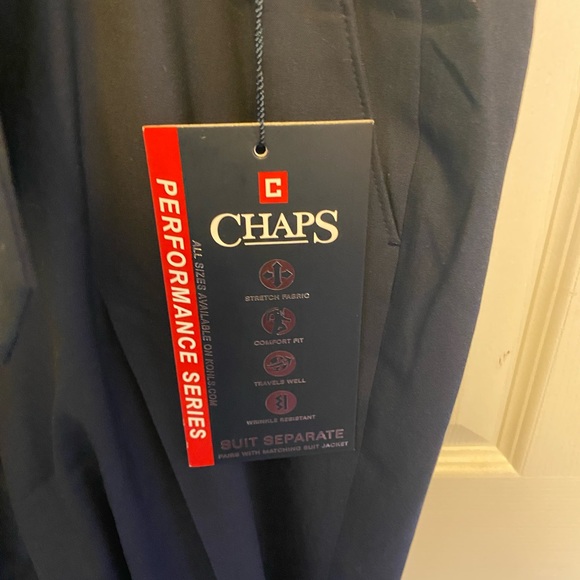 C
CHAPS
PERFORMANCE SERIES
ALL SIZES AVAILABLE ON KOHLS.COM
STRETCH FABRIC
COMFORT FIT
TRAVELS WELL
WRINKLE RESISTANT
SUIT SEPARATE
PAIRS WITH MATCHING SUIT JACKET